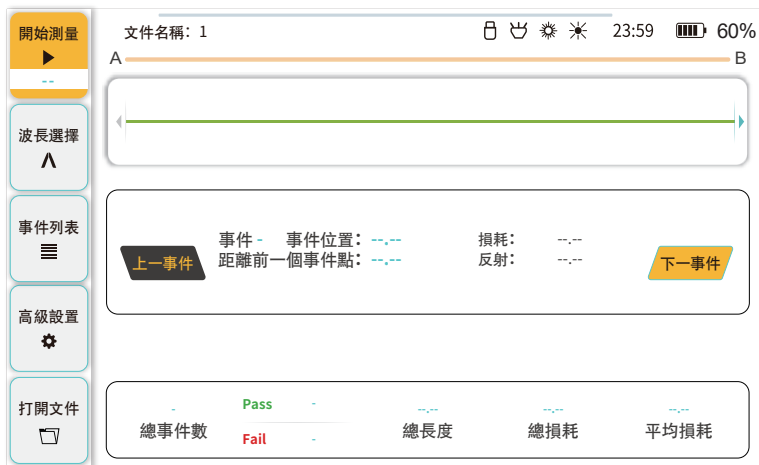 開始測量
--
波長選擇
事件列表
高級設置
打開文件
文件名稱：1
23:59
60%
A
B
事件 - 事件位置：--.--
損耗： --.--
距離前一個事件點：--.--
反射： --.--
上一事件
下一事件
-
總事件數
Pass -
Fail -
--.--
總長度
--.--
總損耗
--.--
平均損耗